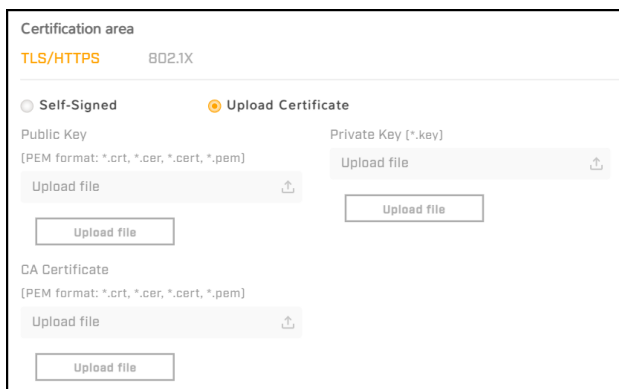 Certification area
TLS/HTTPS 802.1X
Self-Signed Upload Certificate
Public Key Private Key (*.key)
(PEM format: *.crt, *.cer, *.cert, *.pem)
Upload file Upload file
Upload file Upload file
CA Certificate
(PEM format: *.crt, *.cer, *.cert, *.pem)
Upload file
Upload file